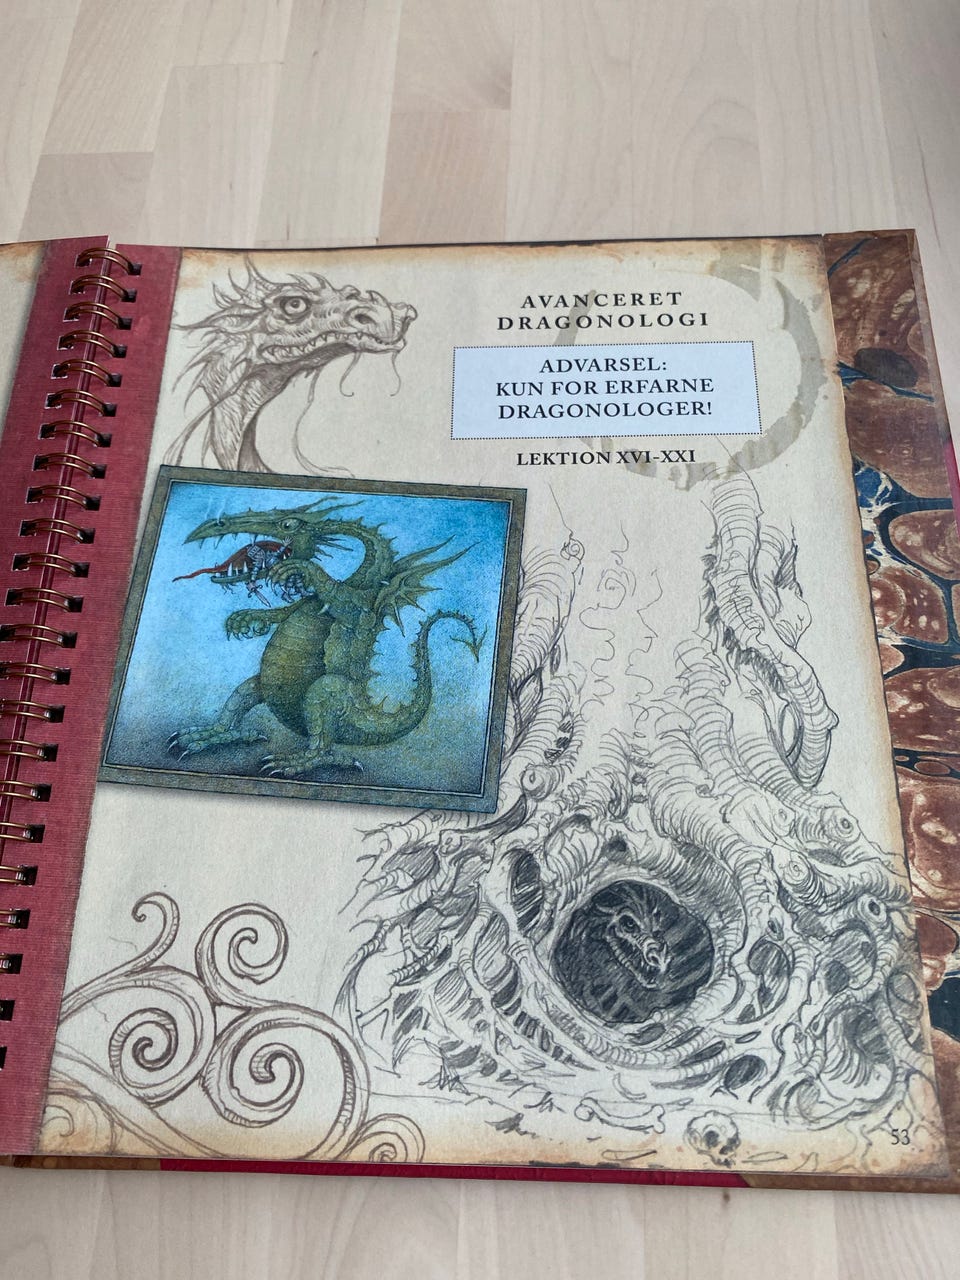 AVANCERET
DRAGONOLOGI
ADVARSEL:
KUN FOR ERFARNE
DRAGONOLOGER!
LEKTION XVI-XXI
53